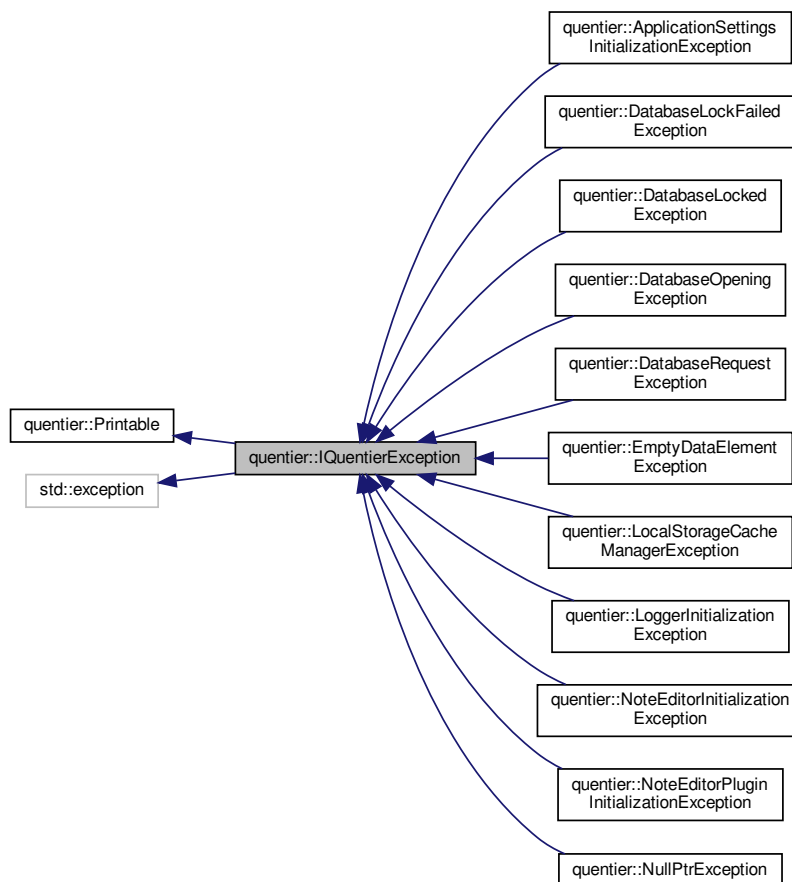 quentier::ApplicationSettings
InitializationException
quentier::DatabaseLockFailed
Exception
quentier::DatabaseLocked
Exception
quentier::DatabaseOpening
Exception
quentier::DatabaseRequest
Exception
quentier::Printable
quentier::IQuentierException
quentier::EmptyDataElement
Exception
std::exception
quentier::LocalStorageCache
ManagerException
quentier::LoggerInitialization
Exception
quentier::NoteEditorInitialization
Exception
quentier::NoteEditorPlugin
InitializationException
quentier::NullPtrException